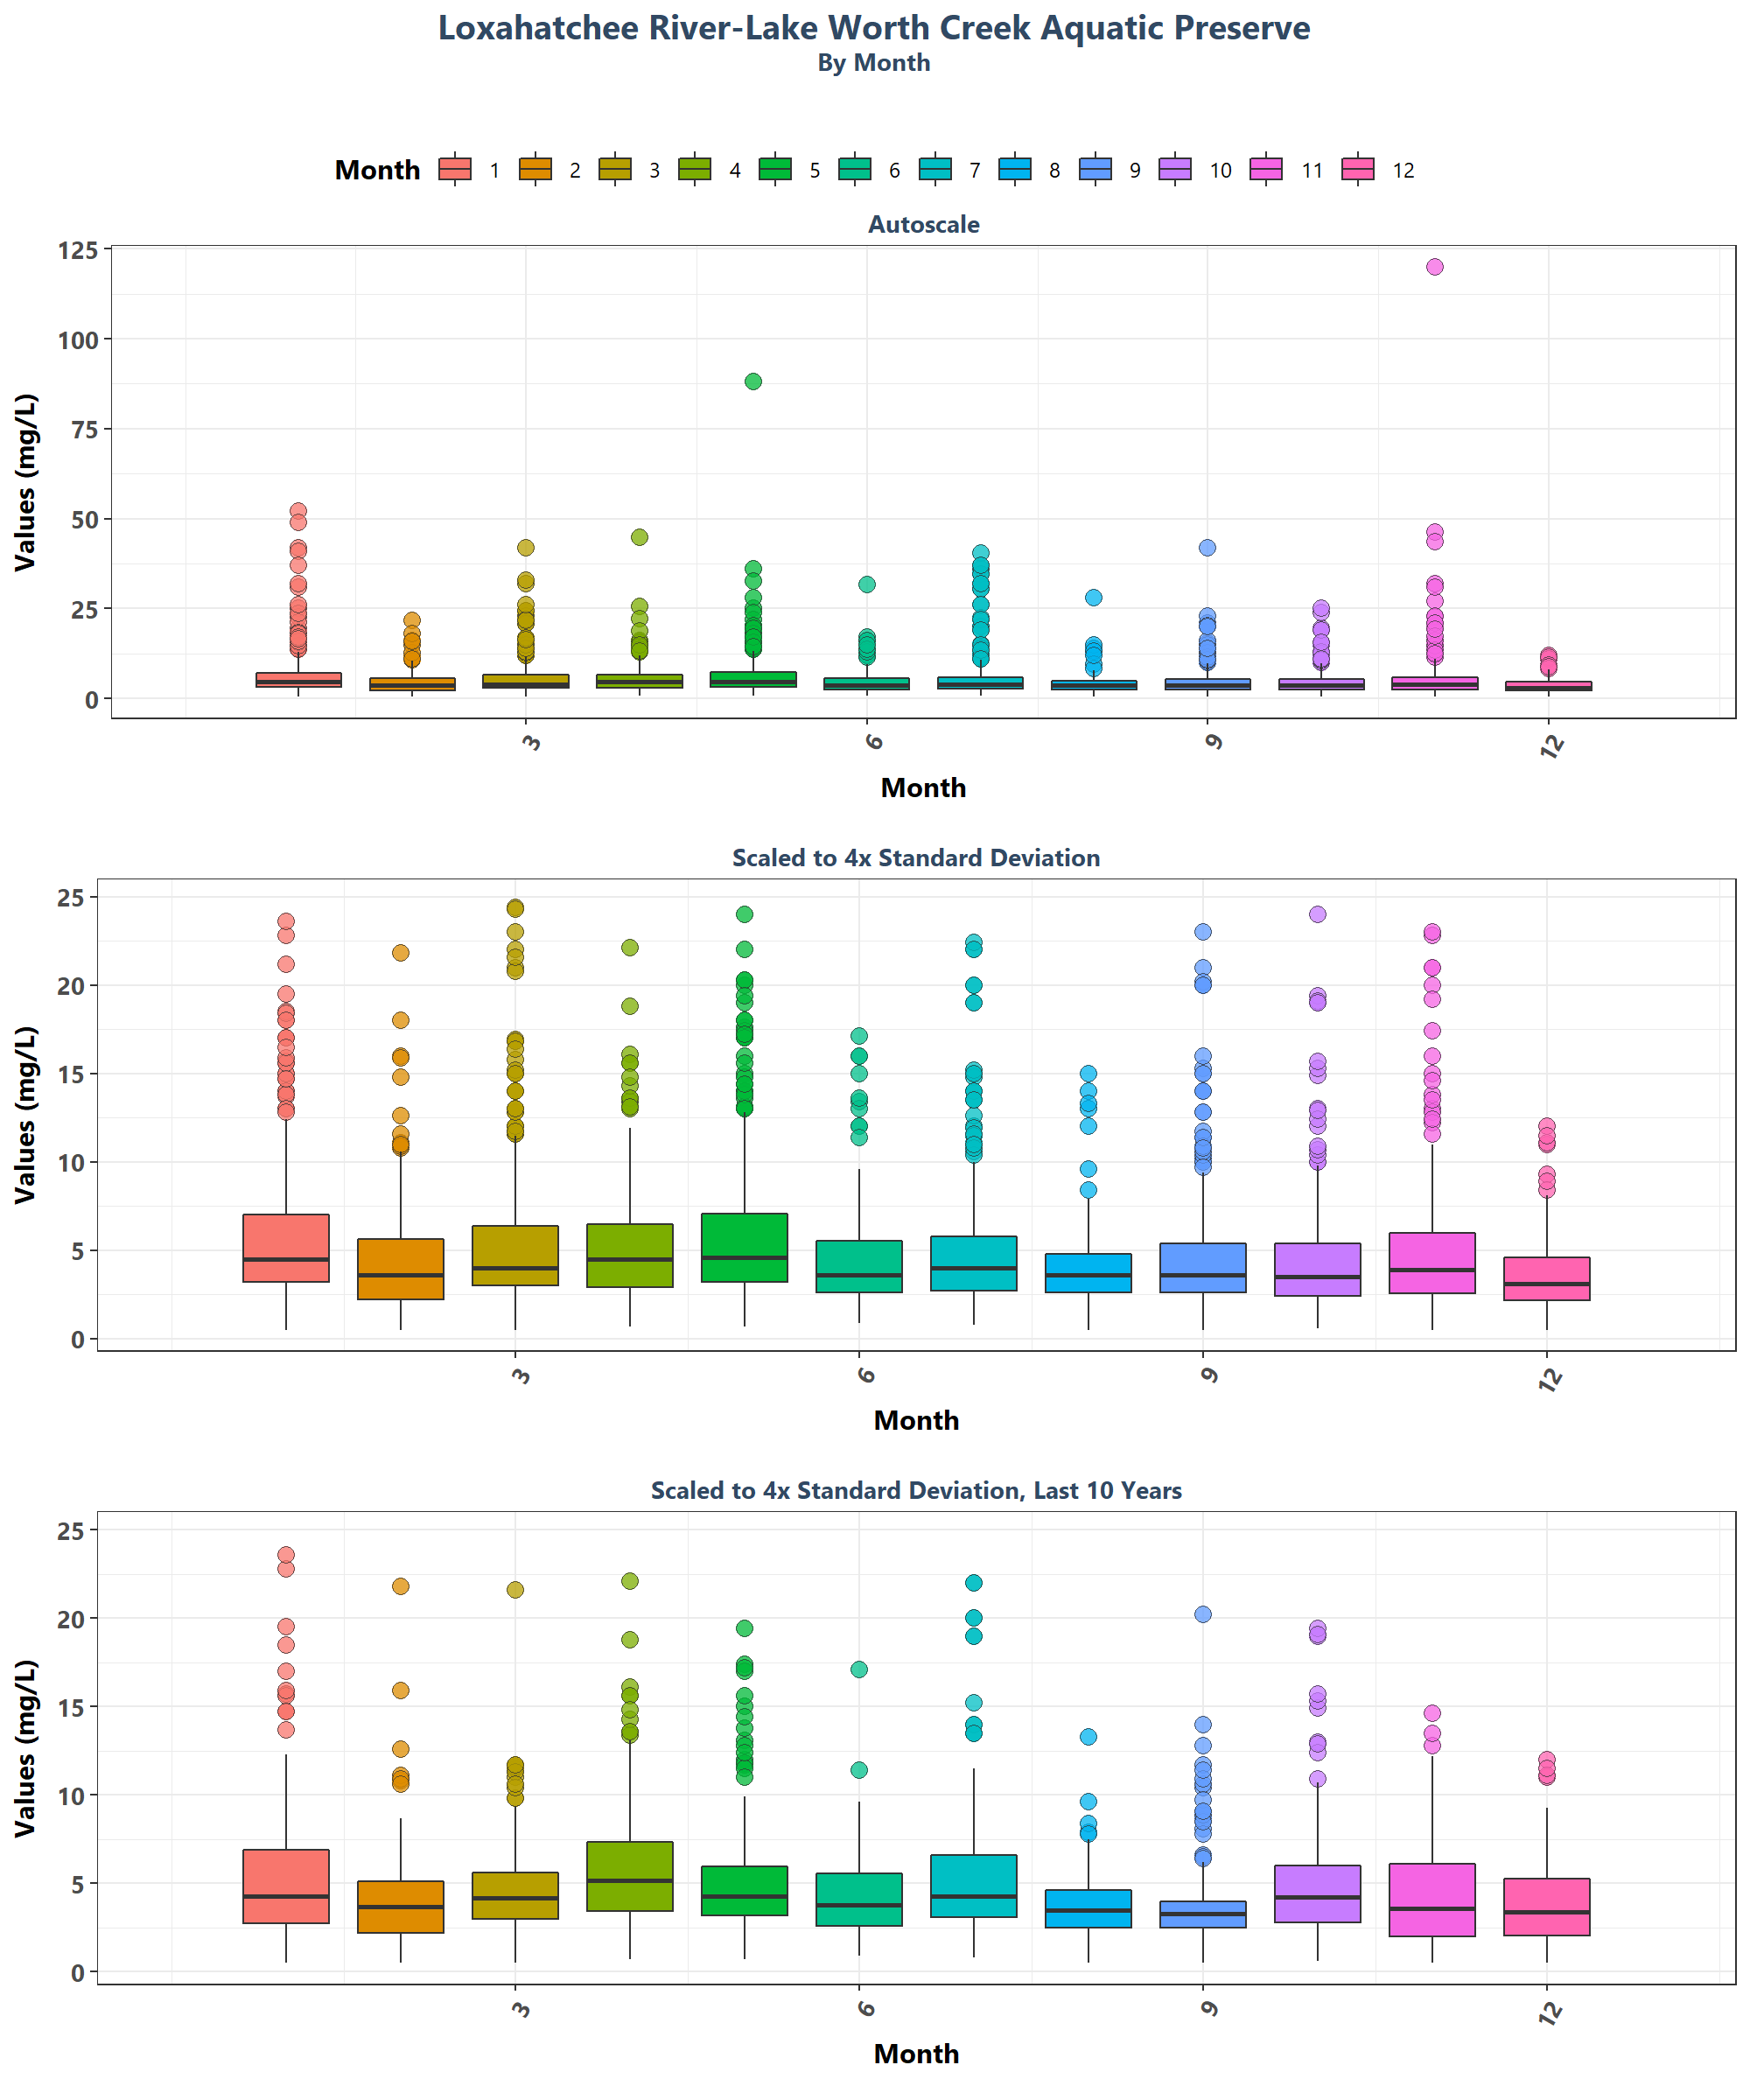 Loxahatchee River-Lake Worth Creek Aquatic Preserve
By Month
Month 1 2 3 4 5 6 7 8 9 10 11 12
Autoscale
Values (mg/L)
125
100
75
50
25
0
3 6 9 12
Month
Scaled to 4x Standard Deviation
Values (mg/L)
25
20
15
10
5
0
3 6 9 12
Month
Scaled to 4x Standard Deviation, Last 10 Years
Values (mg/L)
25
20
15
10
5
0
3 6 9 12
Month